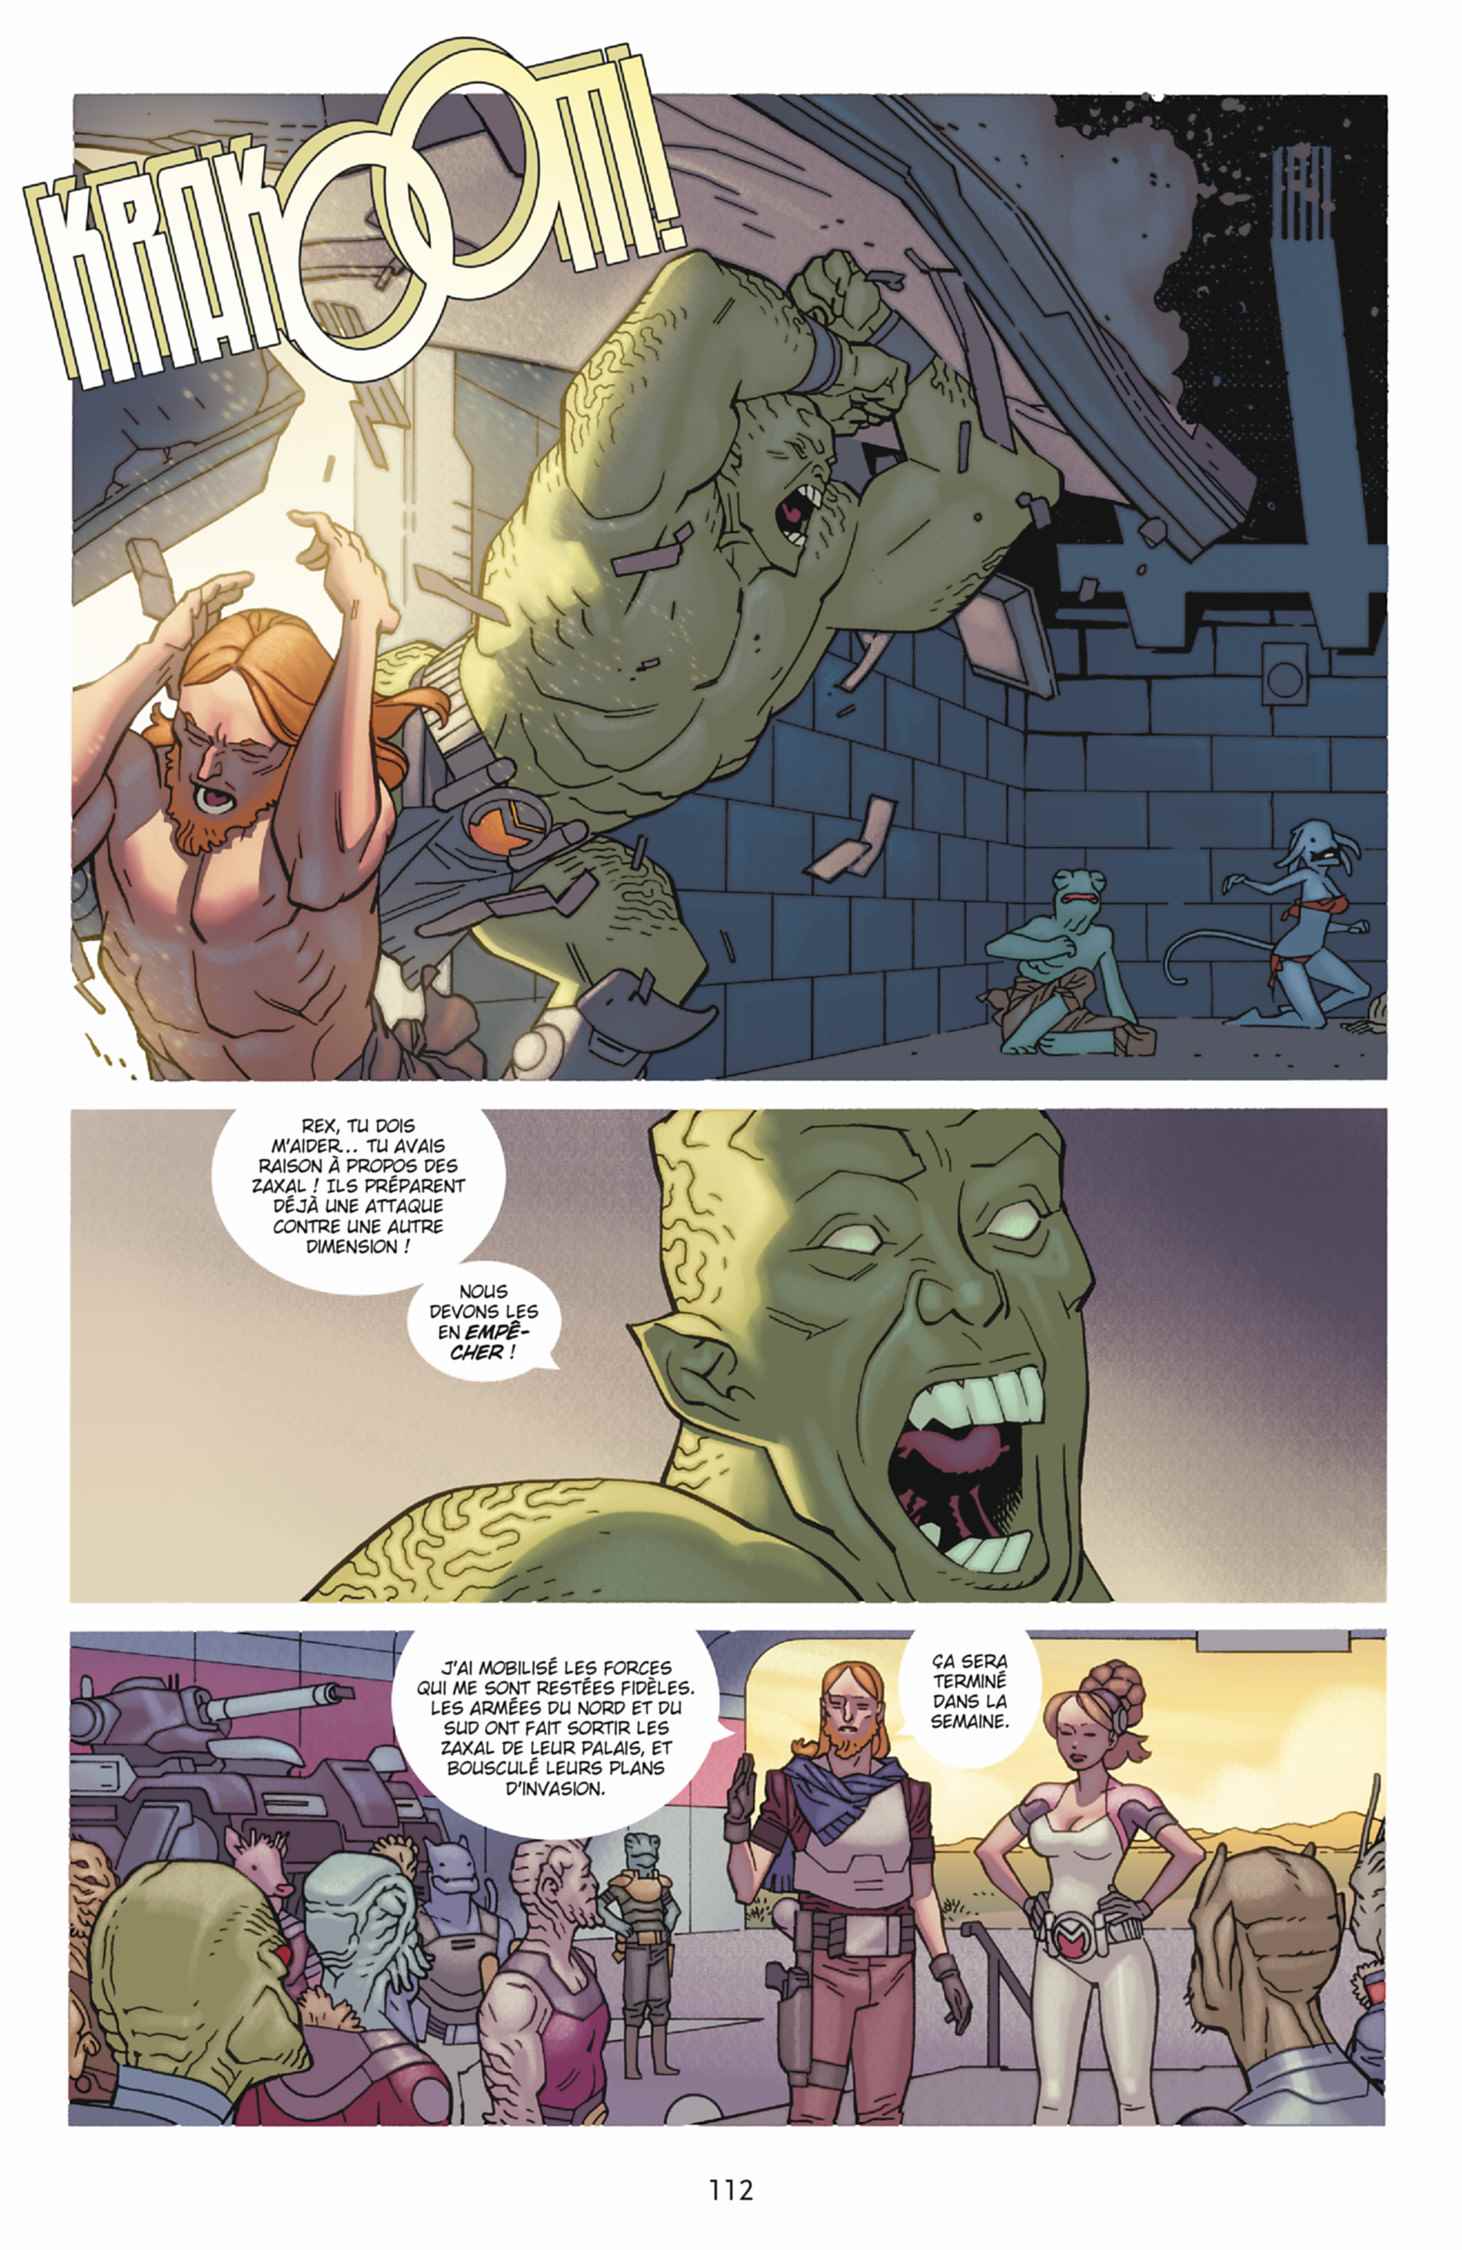 KRAKOOM!
REX, TU DOIS
M'AIDER... TU AVAIS
RAISON À PROPOS DES
ZAXAL ! ILS PRÉPARENT
DÉJÀ UNE ATTAQUE
CONTRE UNE AUTRE
DIMENSION !
NOUS
DEVONS LES
EN EMPÊ-
CHER !
J'AI MOBILISÉ LES FORCES
QUI ME SONT RESTÉES FIDÈLES.
LES ARMÉES DU NORD ET DU
SUD ONT FAIT SORTIR LES
ZAXAL DE LEUR PALAIS, ET
BOUSCULÉ LEURS PLANS
D'INVASION.
ÇA SERA
TERMINÉ
DANS LA
SEMAINE.
112